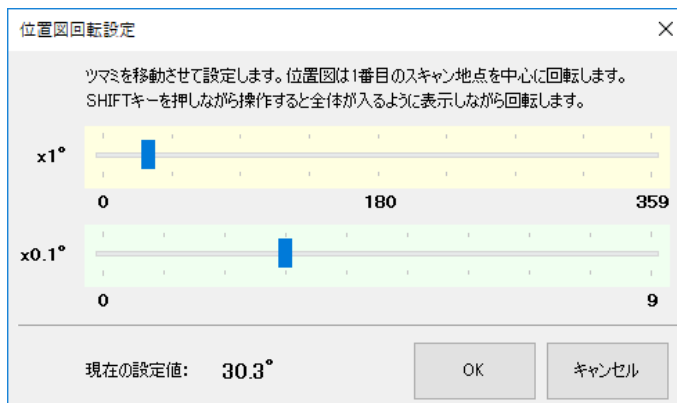 位置図回転設定
ツマミを移動させて設定します。位置図は1番目のスキャン地点を中心に回転します。
SHIFTキーを押しながら操作すると全体が入るように表示しながら回転します。
x1°
0 180 359
x0.1°
0 9
現在の設定値: 30.3° OK キャンセル